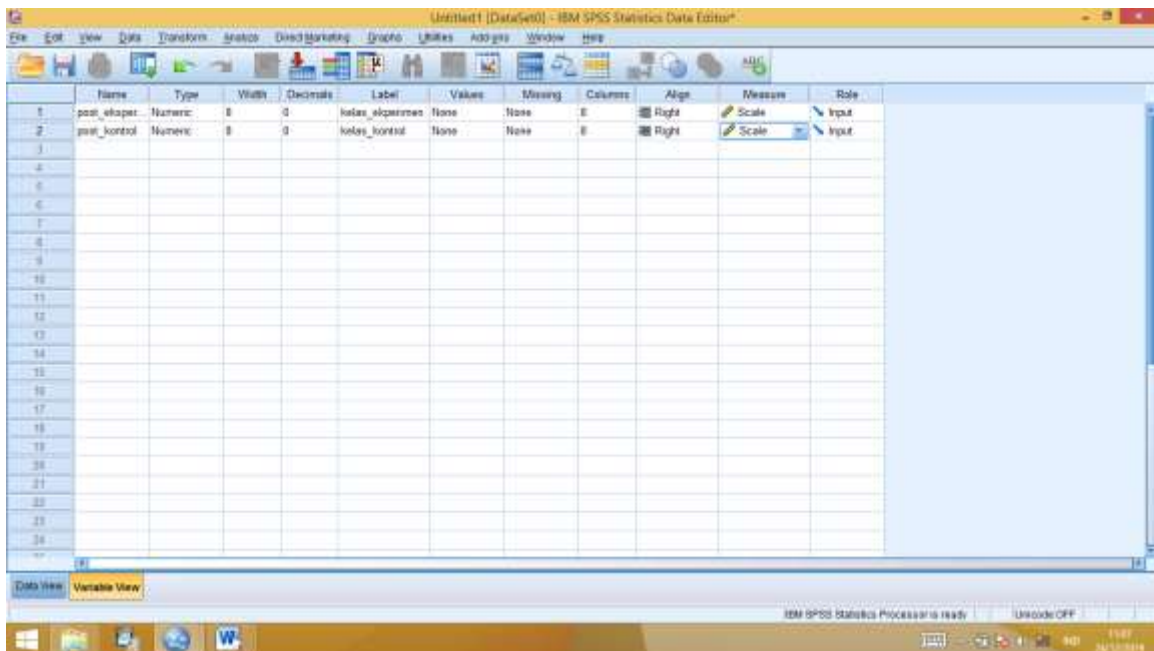 Untitled1 [DataSet0] - IBM SPSS Statistics Data Editor*
File Edit View Data Transform Analyze Direct Marketing Graphs Utilities Add-ons Window Help
Name Type Width Decimals Label Values Missing Columns Align Measure Role
1 post_eksper... Numeric 8 0 kelas_eksperimen None None 8 Right Scale Input
2 post_kontrol Numeric 8 0 kelas_kontrol None None 8 Right Scale Input
3
4
5
6
7
8
9
10
11
12
13
14
15
16
17
18
19
20
21
22
23
24
Data View Variable View
IBM SPSS Statistics Processor is ready Unicode:OFF
IND